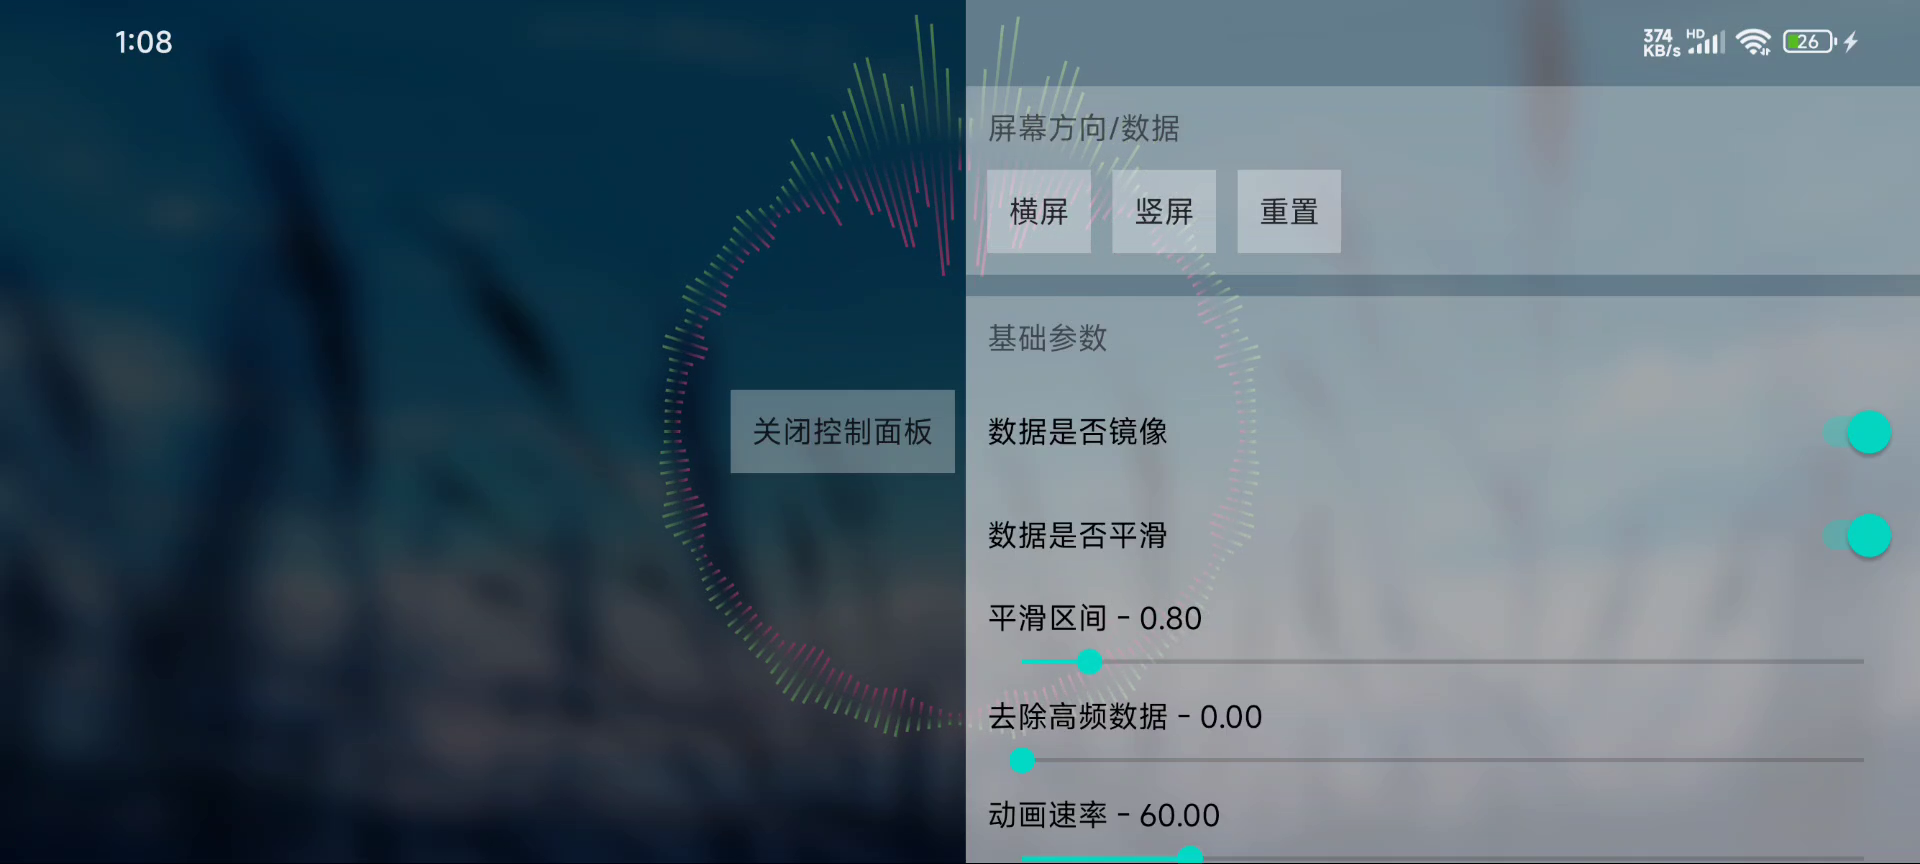 1:08
374 KB/s HD 26
屏幕方向/数据
横屏 竖屏 重置
基础参数
关闭控制面板
数据是否镜像
数据是否平滑
平滑区间 - 0.80
去除高频数据 - 0.00
动画速率 - 60.00